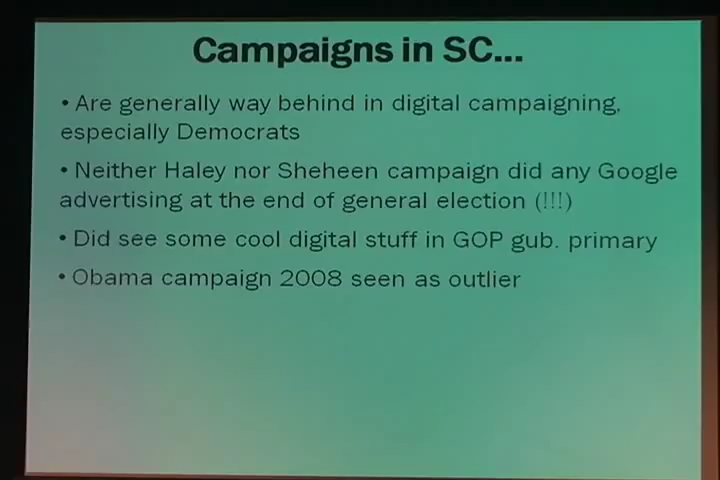 Campaigns in SC...
• Are generally way behind in digital campaigning,
especially Democrats
• Neither Haley nor Sheheen campaign did any Google
advertising at the end of general election (!!!)
• Did see some cool digital stuff in GOP gub. primary
• Obama campaign 2008 seen as outlier